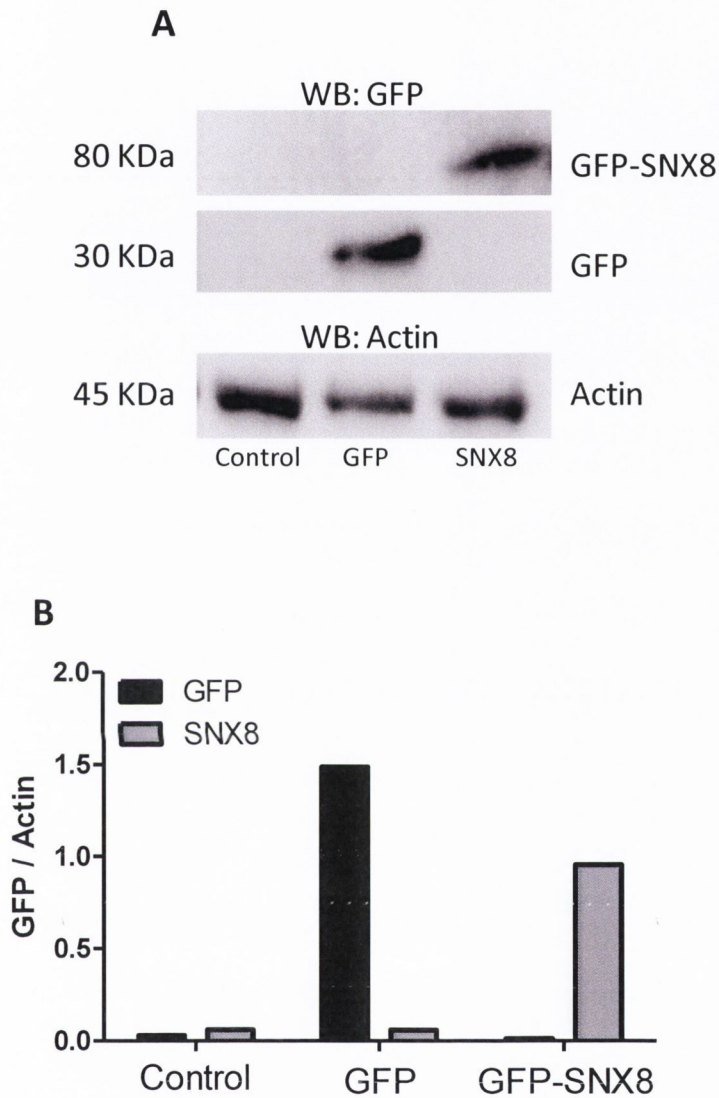 A
WB: GFP
80 KDa GFP-SNX8
30 KDa GFP
WB: Actin
45 KDa Actin
Control GFP SNX8
B
2.0
GFP
SNX8
1.5
1.0
0.5
0.0
GFP / Actin
Control GFP GFP-SNX8